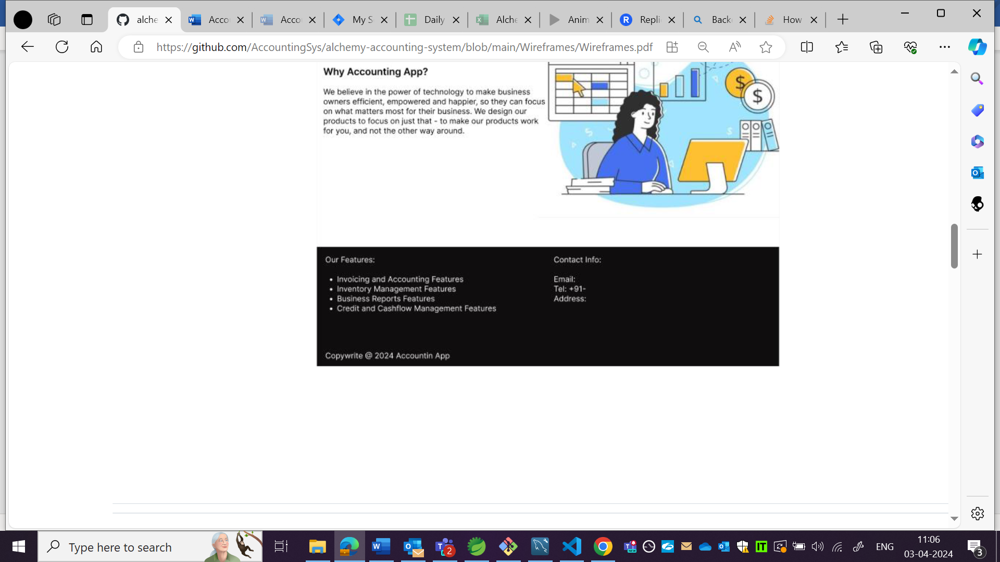 alche
Acco
Acco
My S
Daily
Alche
Anim
Repli
Back
How
https://github.com/AccountingSys/alchemy-accounting-system/blob/main/Wireframes/Wireframes.pdf
Why Accounting App?
We believe in the power of technology to make business
owners efficient, empowered and happier, so they can focus
on what matters most for their business. We design our
products to focus on just that - to make our products work
for you, and not the other way around.
Our Features:
• Invoicing and Accounting Features
• Inventory Management Features
• Business Reports Features
• Credit and Cashflow Management Features
Contact Info:
Email:
Tel: +91-
Address:
Copywrite @ 2024 Accountin App
Type here to search
2
ENG
11:06
03-04-2024
3